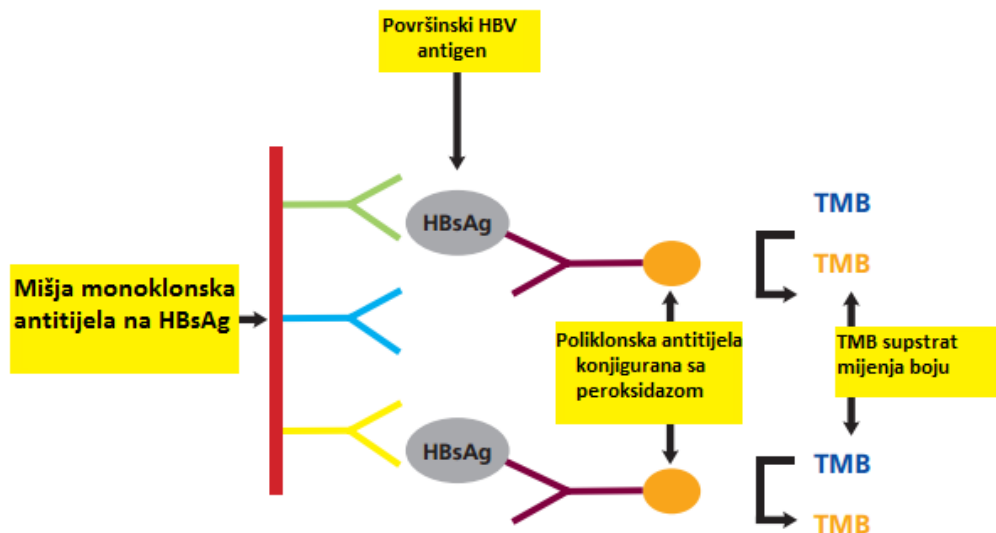 Površinski HBV
antigen
HBsAg
TMB
TMB
Mišja monoklonska
antitijela na HBsAg
Poliklonska antitijela
konjigurana sa
peroksidazom
TMB supstrat
mijenja boju
HBsAg
TMB
TMB